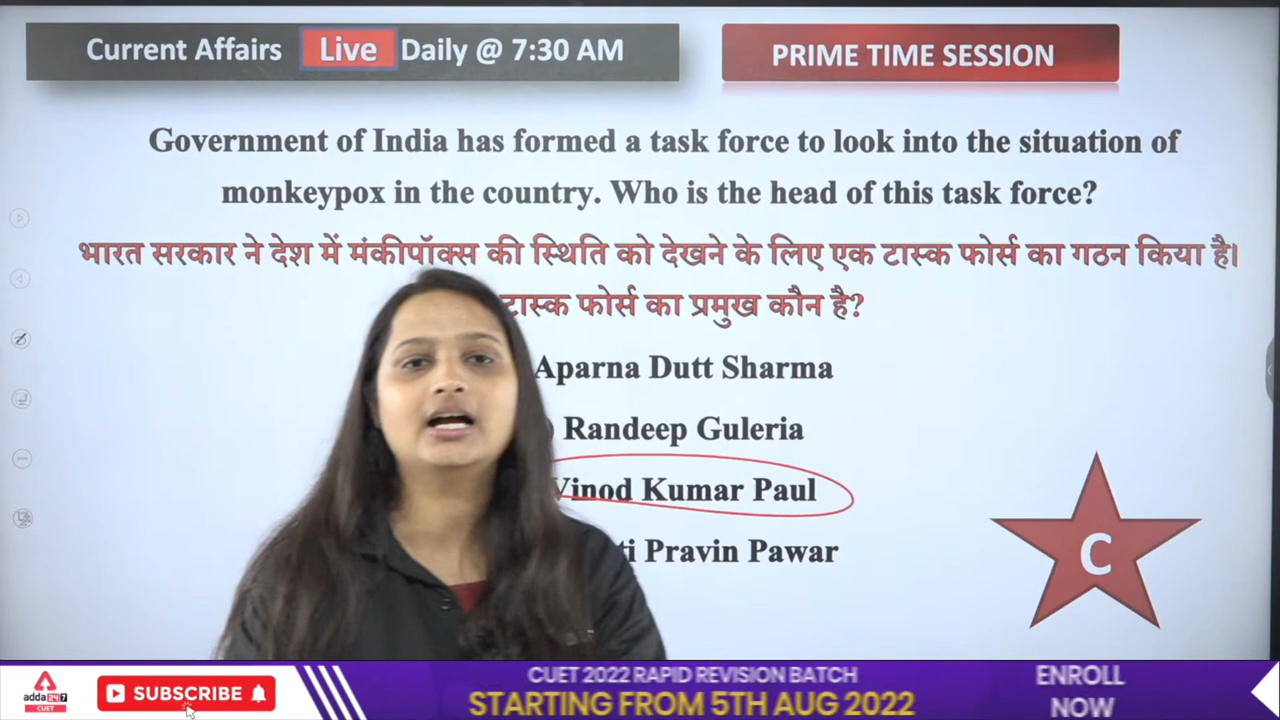 Current Affairs Live Daily @ 7:30 AM
PRIME TIME SESSION
Government of India has formed a task force to look into the situation of
monkeypox in the country. Who is the head of this task force?
भारत सरकार ने देश में मंकीपॉक्स की स्थिति को देखने के लिए एक टास्क फोर्स का गठन किया है।
टास्क फोर्स का प्रमुख कौन है?
Aparna Dutt Sharma
) Randeep Guleria
Vinod Kumar Paul
Pravin Pawar
C
adda247
CUET
SUBSCRIBE
CUET 2022 RAPID REVISION BATCH
STARTING FROM 5TH AUG 2022
ENROLL
NOW